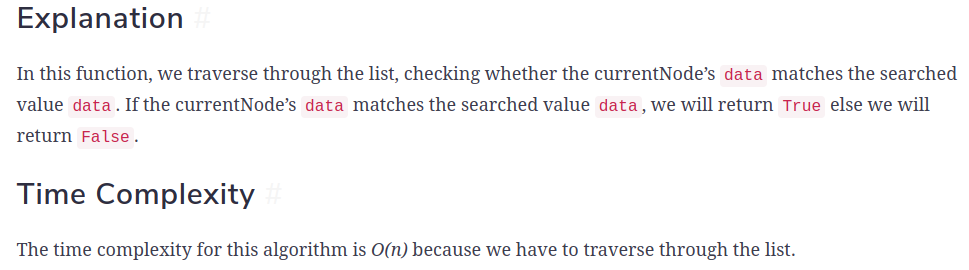 Explanation #
In this function, we traverse through the list, checking whether the currentNode’s data matches the searched
value data. If the currentNode’s data matches the searched value data, we will return True else we will
return False.
Time Complexity #
The time complexity for this algorithm is O(n) because we have to traverse through the list.